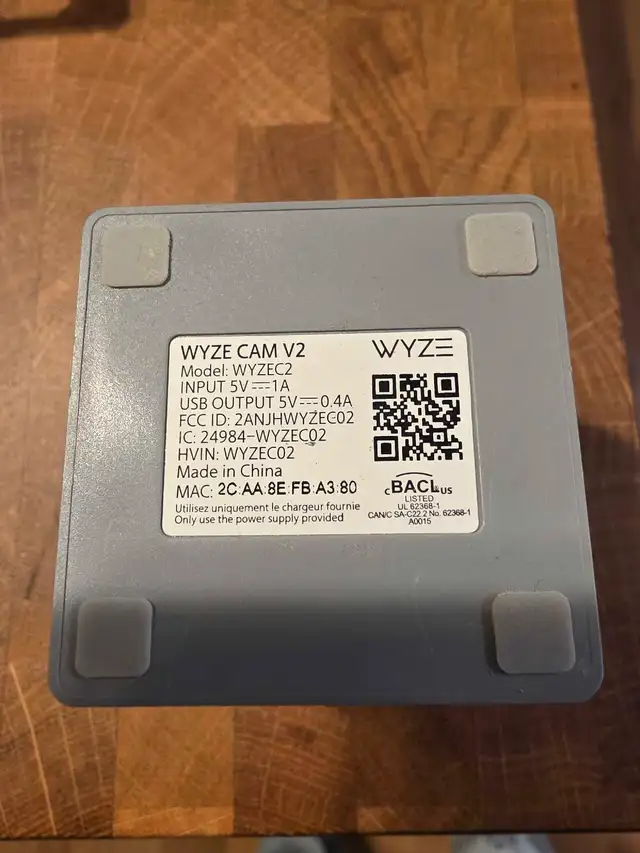 WYZE CAM V2
WYZE
Model: WYZEC2
INPUT 5V⎓1A
USB OUTPUT 5V⎓0.4A
FCC ID: 2ANJHWYZEC02
IC: 24984-WYZEC02
HVIN: WYZEC02
Made in China
MAC: 2C:AA:8E:FB:A3:80
Utilisez uniquement le chargeur fournie
Only use the power supply provided
cBACLus
LISTED
UL 62368-1
CAN/C SA-C22.2 No. 62368-1
A0015